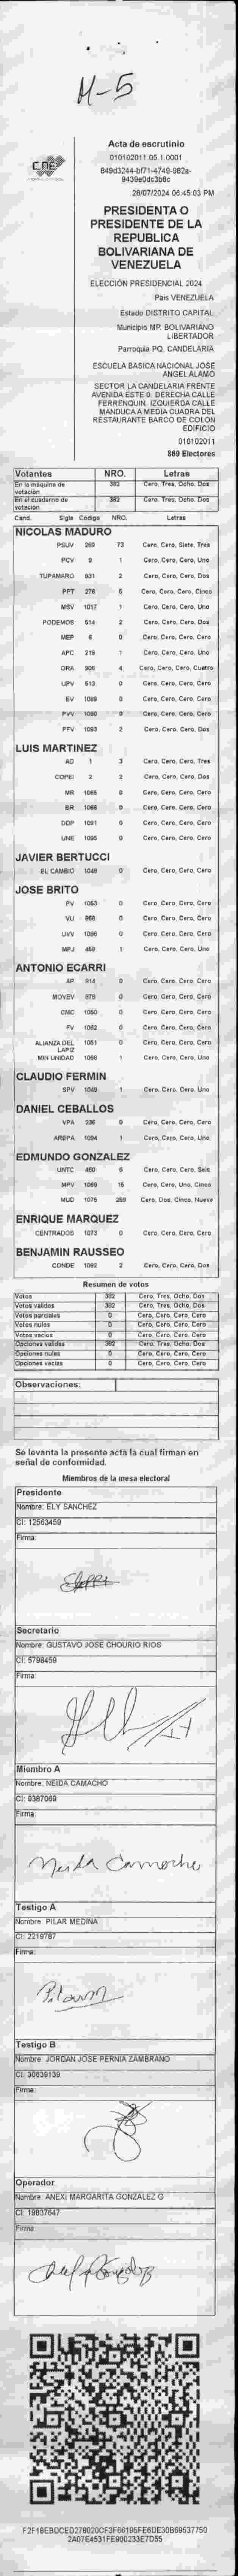 M-5
CNE
Acta de escrutinio
010102011.05.1.0001
849d3244-bf71-4749-982a-
9439e0dc3b8c
28/07/2024 06:45:03 PM
PRESIDENTA O
PRESIDENTE DE LA
REPUBLICA
BOLIVARIANA DE
VENEZUELA
ELECCIÓN PRESIDENCIAL 2024
Pais VENEZUELA
Estado DISTRITO CAPITAL
Municipio MP. BOLIVARIANO
LIBERTADOR
Parroquia PQ. CANDELARIA
ESCUELA BASICA NACIONAL JOSE
ANGEL ALAMO
SECTOR LA CANDELARIA FRENTE
AVENIDA ESTE 0. DERECHA CALLE
FERRENQUIN. IZQUIERDA CALLE
MANDUCA A MEDIA CUADRA DEL
RESTAURANTE BARCO DE COLON
EDIFICIO
010102011
869 Electores
Votantes NRO. Letras
En la máquina de votación 382 Cero, Tres, Ocho, Dos
En el cuaderno de votación 382 Cero, Tres, Ocho, Dos
Cand. Sigla Código NRO. Letras
NICOLAS MADURO
PSUV 260 73 Cero, Cero, Siete, Tres
PCV 9 1 Cero, Cero, Cero, Uno
TUPAMARO 931 2 Cero, Cero, Cero, Dos
PPT 276 5 Cero, Cero, Cero, Cinco
MSV 1017 1 Cero, Cero, Cero, Uno
PODEMOS 514 2 Cero, Cero, Cero, Dos
MEP 6 0 Cero, Cero, Cero, Cero
APC 219 1 Cero, Cero, Cero, Uno
ORA 906 4 Cero, Cero, Cero, Cuatro
UPV 513 0 Cero, Cero, Cero, Cero
EV 1089 0 Cero, Cero, Cero, Cero
PVV 1090 0 Cero, Cero, Cero, Cero
PFV 1093 2 Cero, Cero, Cero, Dos
LUIS MARTINEZ
AD 1 3 Cero, Cero, Cero, Tres
COPEI 2 2 Cero, Cero, Cero, Dos
MR 1065 0 Cero, Cero, Cero, Cero
BR 1066 0 Cero, Cero, Cero, Cero
DDP 1091 0 Cero, Cero, Cero, Cero
UNE 1095 0 Cero, Cero, Cero, Cero
JAVIER BERTUCCI
EL CAMBIO 1048 0 Cero, Cero, Cero, Cero
JOSE BRITO
PV 1053 0 Cero, Cero, Cero, Cero
VU 968 0 Cero, Cero, Cero, Cero
UVV 1096 0 Cero, Cero, Cero, Cero
MPJ 459 1 Cero, Cero, Cero, Uno
ANTONIO ECARRI
AP 914 0 Cero, Cero, Cero, Cero
MOVEV 879 0 Cero, Cero, Cero, Cero
CMC 1050 0 Cero, Cero, Cero, Cero
FV 1062 0 Cero, Cero, Cero, Cero
ALIANZA DEL LAPIZ 1051 0 Cero, Cero, Cero, Cero
MIN UNIDAD 1068 1 Cero, Cero, Cero, Uno
CLAUDIO FERMIN
SPV 1049 1 Cero, Cero, Cero, Uno
DANIEL CEBALLOS
VPA 236 0 Cero, Cero, Cero, Cero
AREPA 1094 1 Cero, Cero, Cero, Uno
EDMUNDO GONZALEZ
UNTC 460 6 Cero, Cero, Cero, Seis
MPV 1069 15 Cero, Cero, Uno, Cinco
MUD 1076 259 Cero, Dos, Cinco, Nueve
ENRIQUE MARQUEZ
CENTRADOS 1073 0 Cero, Cero, Cero, Cero
BENJAMIN RAUSSEO
CONDE 1092 2 Cero, Cero, Cero, Dos
Resumen de votos
Votos 382 Cero, Tres, Ocho, Dos
Votos validos 382 Cero, Tres, Ocho, Dos
Votos parciales 0 Cero, Cero, Cero, Cero
Votos nulos 0 Cero, Cero, Cero, Cero
Votos vacios 0 Cero, Cero, Cero, Cero
Opciones validas 382 Cero, Tres, Ocho, Dos
Opciones nulas 0 Cero, Cero, Cero, Cero
Opciones vacias 0 Cero, Cero, Cero, Cero
Observaciones:
Se levanta la presente acta la cual firman en
señal de conformidad.
Miembros de la mesa electoral
Presidente
Nombre: ELY SANCHEZ
CI: 12563459
Firma:
Secretario
Nombre: GUSTAVO JOSE CHOURIO RIOS
CI: 5798459
Firma:
Miembro A
Nombre: NEIDA CAMACHO
CI: 9387069
Firma:
Neida Camacho
Testigo A
Nombre: PILAR MEDINA
CI: 2219787
Firma:
Pilar M
Testigo B
Nombre: JORDAN JOSE PERNIA ZAMBRANO
CI: 30639139
Firma:
Operador
Nombre: ANEXI MARGARITA GONZALEZ G
CI: 19837647
Firma
F2F18EBDCED278020CF3F66105FE6DE30B69537750
2A07E4531FE900233E7D55